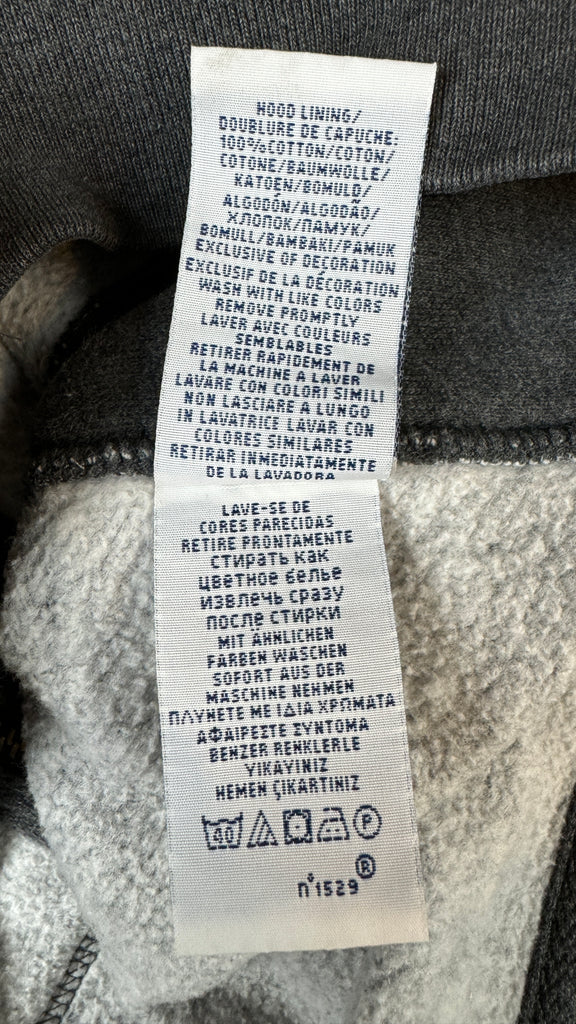 HOOD LINING/
DOUBLURE DE CAPUCHE:
100%COTTON/COTON/
COTONE/BAUMWOLLE/
KATOEN/BOMULD/
ALGODÓN/ALGODÃO/
ХЛОПОК/ПАМУК/
BOMULL/BAMBAKI/PAMUK
EXCLUSIVE OF DECORATION
EXCLUSIF DE LA DÉCORATION
WASH WITH LIKE COLORS
REMOVE PROMPTLY
LAVER AVEC COULEURS
SEMBLABLES
RETIRER RAPIDEMENT DE
LA MACHINE A LAVER
LAVARE CON COLORI SIMILI
NON LASCIARE A LUNGO
IN LAVATRICE LAVAR CON
COLORES SIMILARES
RETIRAR INMEDIATAMENTE
DE LA LAVADORA
LAVE-SE DE
CORES PARECIDAS
RETIRE PRONTAMENTE
СТИРАТЬ КАК
ЦВЕТНОЕ БЕЛЬЕ
ИЗВЛЕЧЬ СРАЗУ
ПОСЛЕ СТИРКИ
MIT ÄHNLICHEN
FARBEN WASCHEN
SOFORT AUS DER
MASCHINE NEHMEN
ΠΛΥΝΕΤΕ ΜΕ ΙΔΙΑ ΧΡΩΜΑΤΑ
ΑΦΑΙΡΕΣΤΕ ΣΥΝΤΟΜΑ
BENZER RENKLERLE
YIKAYINIZ
HEMEN ÇIKARTINIZ
40 P
n°1529®